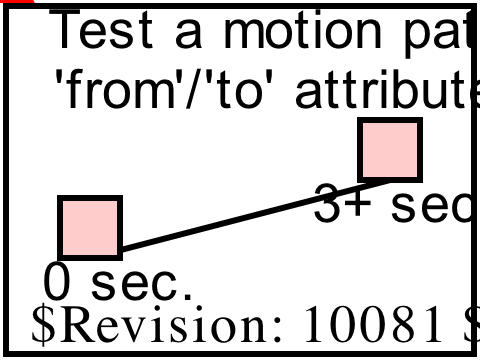 Test a motion pat
'from'/'to' attribute
3+ sec
0 sec.
$Revision: 10081 $